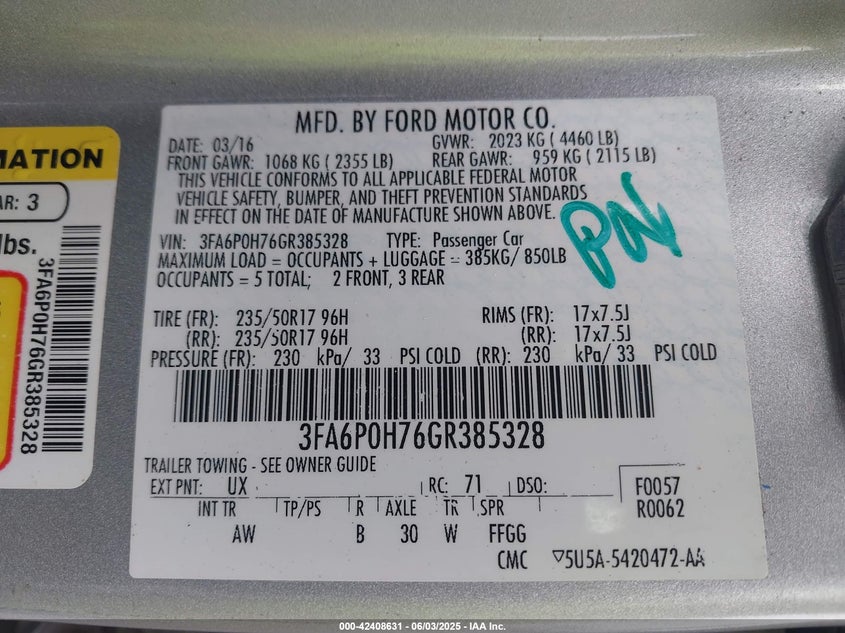 MATION
AR: 3
lbs.
3FA6P0H76GR385328
MFD. BY FORD MOTOR CO.
DATE: 03/16 GVWR: 2023 KG ( 4460 LB)
FRONT GAWR: 1068 KG ( 2355 LB) REAR GAWR: 959 KG ( 2115 LB)
THIS VEHICLE CONFORMS TO ALL APPLICABLE FEDERAL MOTOR
VEHICLE SAFETY, BUMPER, AND THEFT PREVENTION STANDARDS
IN EFFECT ON THE DATE OF MANUFACTURE SHOWN ABOVE.
VIN: 3FA6P0H76GR385328 TYPE: Passenger Car
MAXIMUM LOAD = OCCUPANTS + LUGGAGE = 385KG/ 850LB
OCCUPANTS = 5 TOTAL; 2 FRONT, 3 REAR
TIRE (FR): 235/50R17 96H RIMS (FR): 17x7.5J
(RR): 235/50R17 96H (RR): 17x7.5J
PRESSURE (FR): 230 kPa/ 33 PSI COLD (RR): 230 kPa/ 33 PSI COLD
3FA6P0H76GR385328
TRAILER TOWING - SEE OWNER GUIDE
EXT PNT: UX RC: 71 DSO: F0057
INT TR TP/PS R AXLE TR SPR R0062
AW B 30 W FFGG
CMC ▽5U5A-5420472-AA
000-42408631 - 06/03/2025 - IAA Inc.